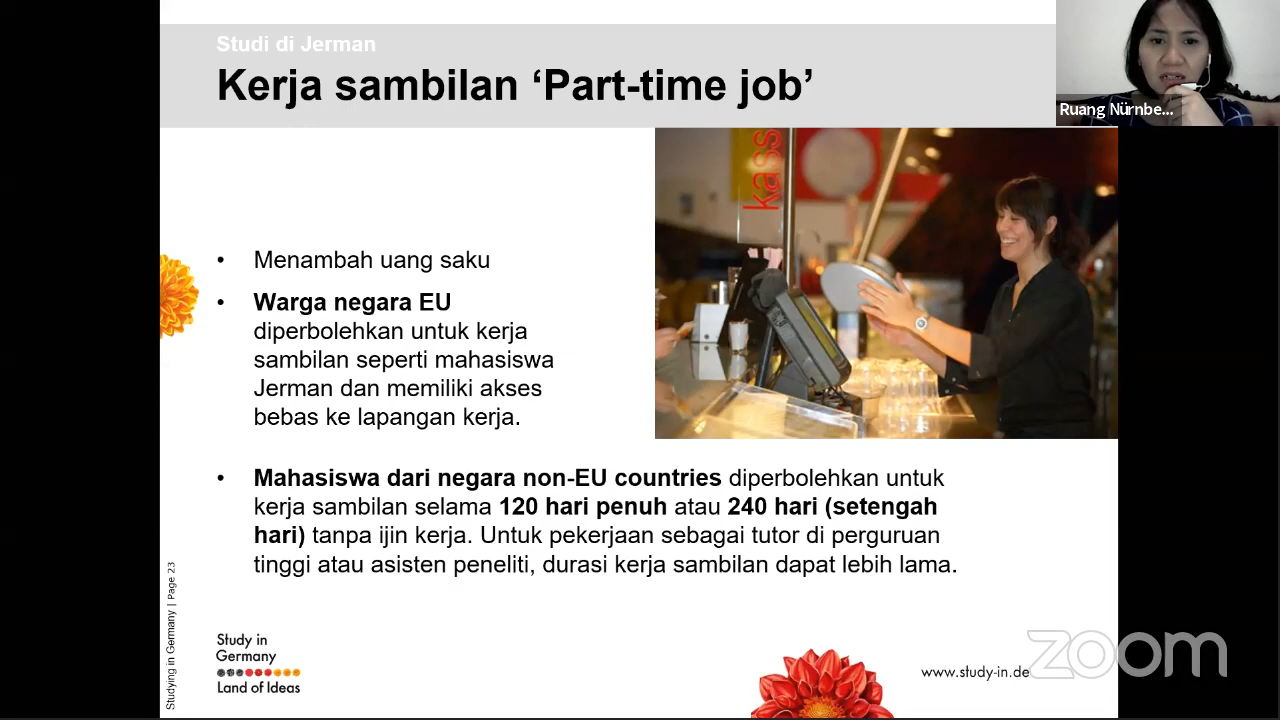 Studi di Jerman
Kerja sambilan ‘Part-time job’
Ruang Nürnbe...
kass
• Menambah uang saku
• Warga negara EU
diperbolehkan untuk kerja
sambilan seperti mahasiswa
Jerman dan memiliki akses
bebas ke lapangan kerja.
• Mahasiswa dari negara non-EU countries diperbolehkan untuk
kerja sambilan selama 120 hari penuh atau 240 hari (setengah
hari) tanpa ijin kerja. Untuk pekerjaan sebagai tutor di perguruan
tinggi atau asisten peneliti, durasi kerja sambilan dapat lebih lama.
Studying in Germany | Page 23
Study in
Germany
Land of Ideas
www.study-in.de
zoom